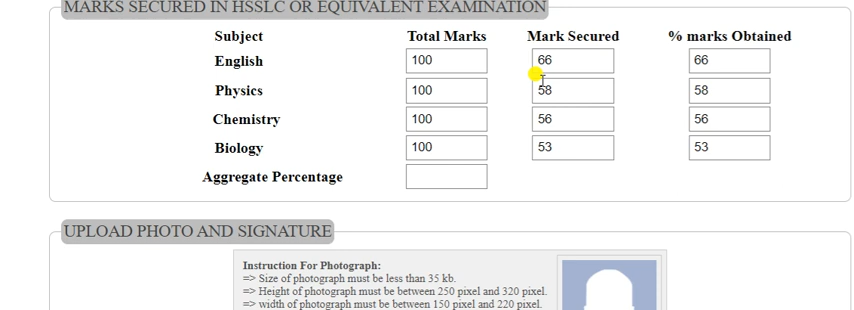 MARKS SECURED IN HSSLC OR EQUIVALENT EXAMINATION
Subject Total Marks Mark Secured % marks Obtained
English 100 66 66
Physics 100 58 58
Chemistry 100 56 56
Biology 100 53 53
Aggregate Percentage
UPLOAD PHOTO AND SIGNATURE
Instruction For Photograph:
=> Size of photograph must be less than 35 kb.
=> Height of photograph must be between 250 pixel and 320 pixel.
=> width of photograph must be between 150 pixel and 220 pixel.